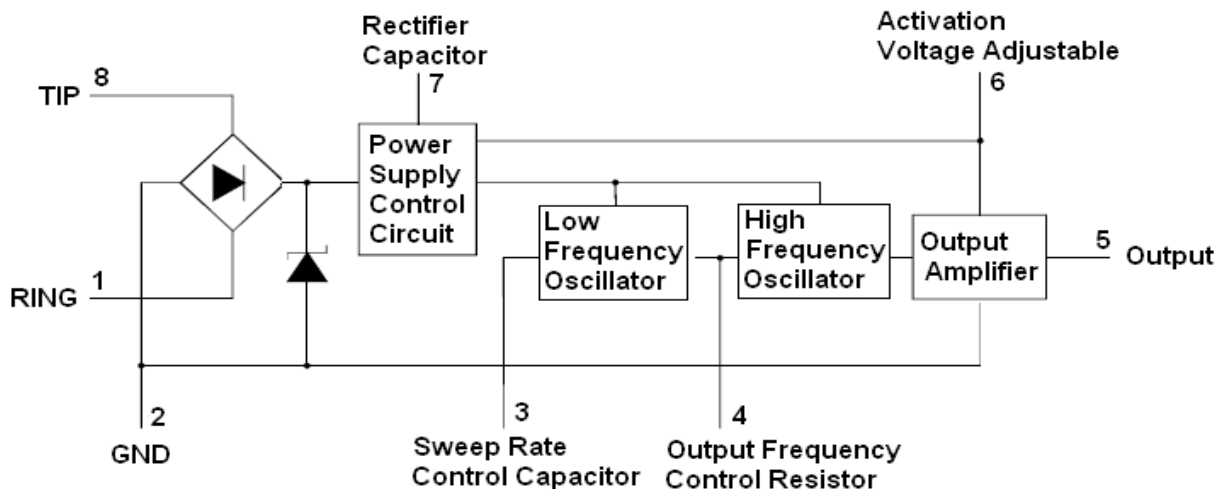 Rectifier
Capacitor
7
Activation
Voltage Adjustable
6
TIP
8
Power
Supply
Control
Circuit
Low
Frequency
Oscillator
High
Frequency
Oscillator
Output
Amplifier
5
Output
RING
1
2
GND
3
Sweep Rate
Control Capacitor
4
Output Frequency
Control Resistor